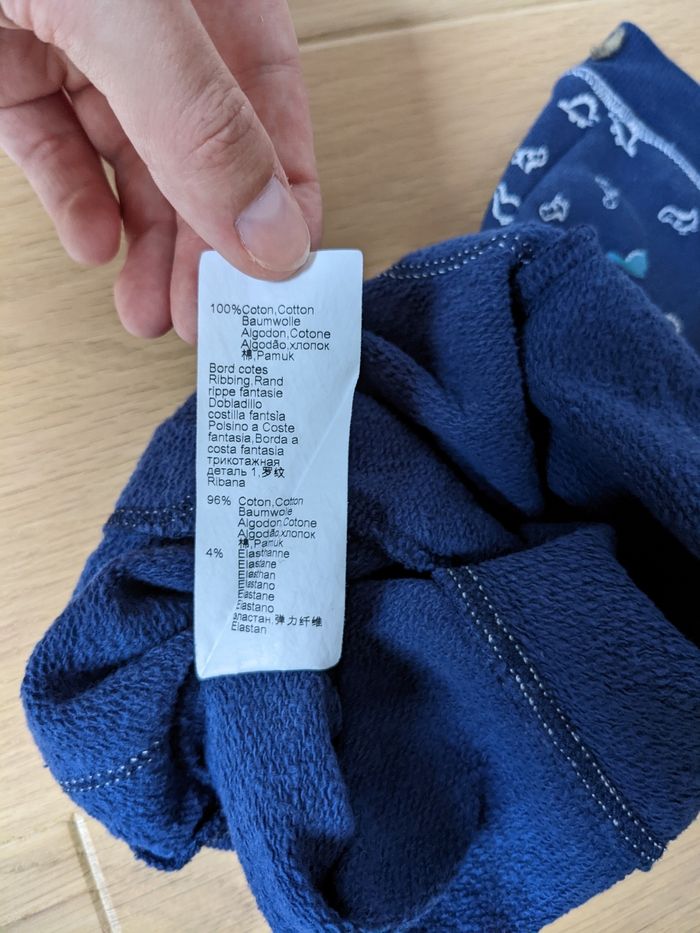 100% Coton,Cotton
Baumwolle
Algodon,Cotone
Algodão,хлопок
棉,Pamuk
Bord cotes
Ribbing,Rand
rippe fantasie
Dobladillo
costilla fantsia
Polsino a Coste
fantasia,Borda a
costa fantasia
трикотажная
деталь 1,罗纹
Ribana
96% Coton,Cotton
Baumwolle
Algodon,Cotone
Algodão,хлопок
棉,Pamuk
4% Elasthanne
Elastane
Elasthan
Elastano
Elastane
Elastano
эластан,弹力纤维
Elastan